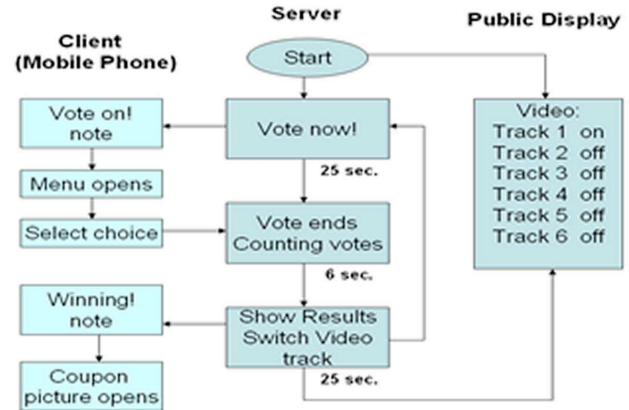 Server
Public Display
Client
(Mobile Phone)
Start
Vote on!
note
Vote now!
Video:
Track 1 on
Track 2 off
Track 3 off
Track 4 off
Track 5 off
Track 6 off
25 sec.
Menu opens
Select choice
Vote ends
Counting votes
6 sec.
Winning!
note
Show Results
Switch Video
track
25 sec.
Coupon
picture opens